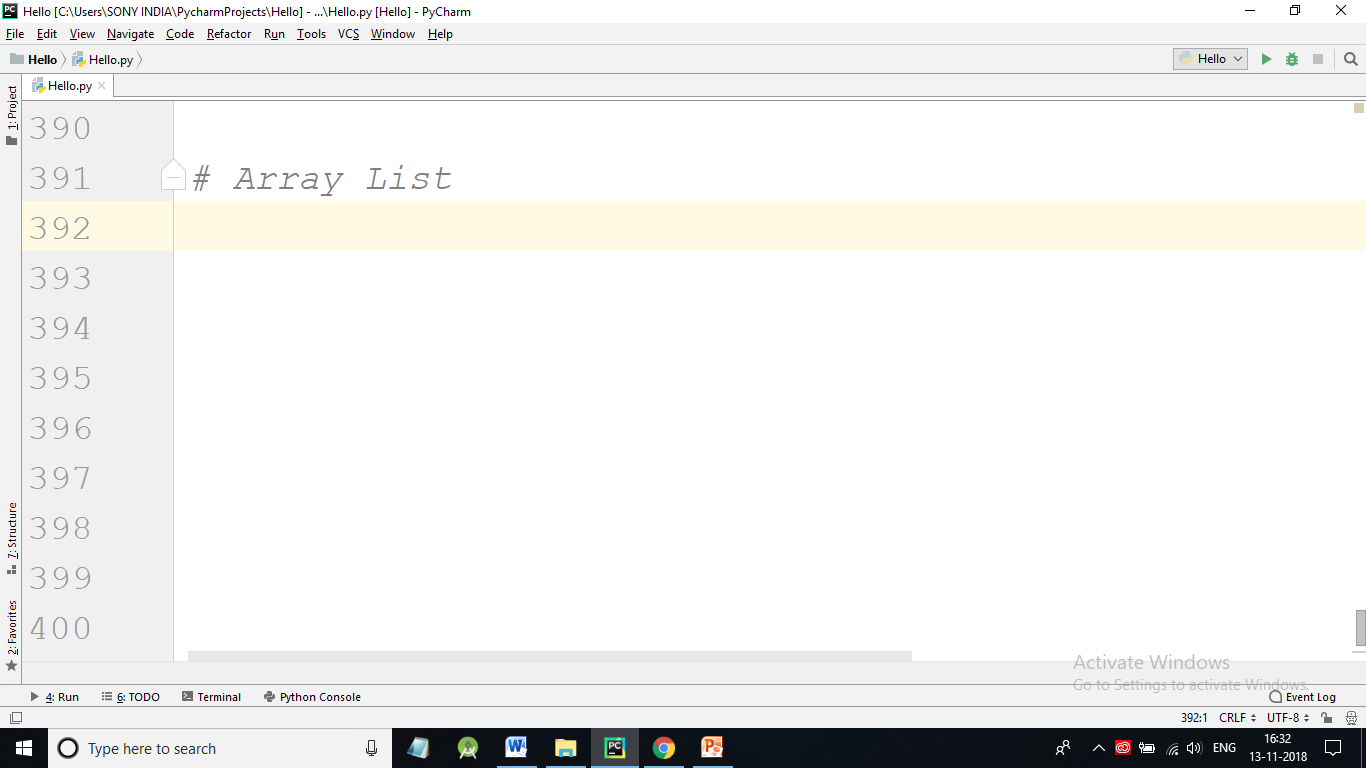 Hello [C:\Users\SONY INDIA\PycharmProjects\Hello] - ...\Hello.py [Hello] - PyCharm
File Edit View Navigate Code Refactor Run Tools VCS Window Help
Hello Hello.py Hello
Hello.py
1: Project
390
391 # Array List
392
393
394
395
396
397
398
399
400
7: Structure
2: Favorites
Activate Windows
Go to Settings to activate Windows.
4: Run 6: TODO Terminal Python Console Event Log
392:1 CRLF UTF-8
Type here to search
ENG
16:32
13-11-2018